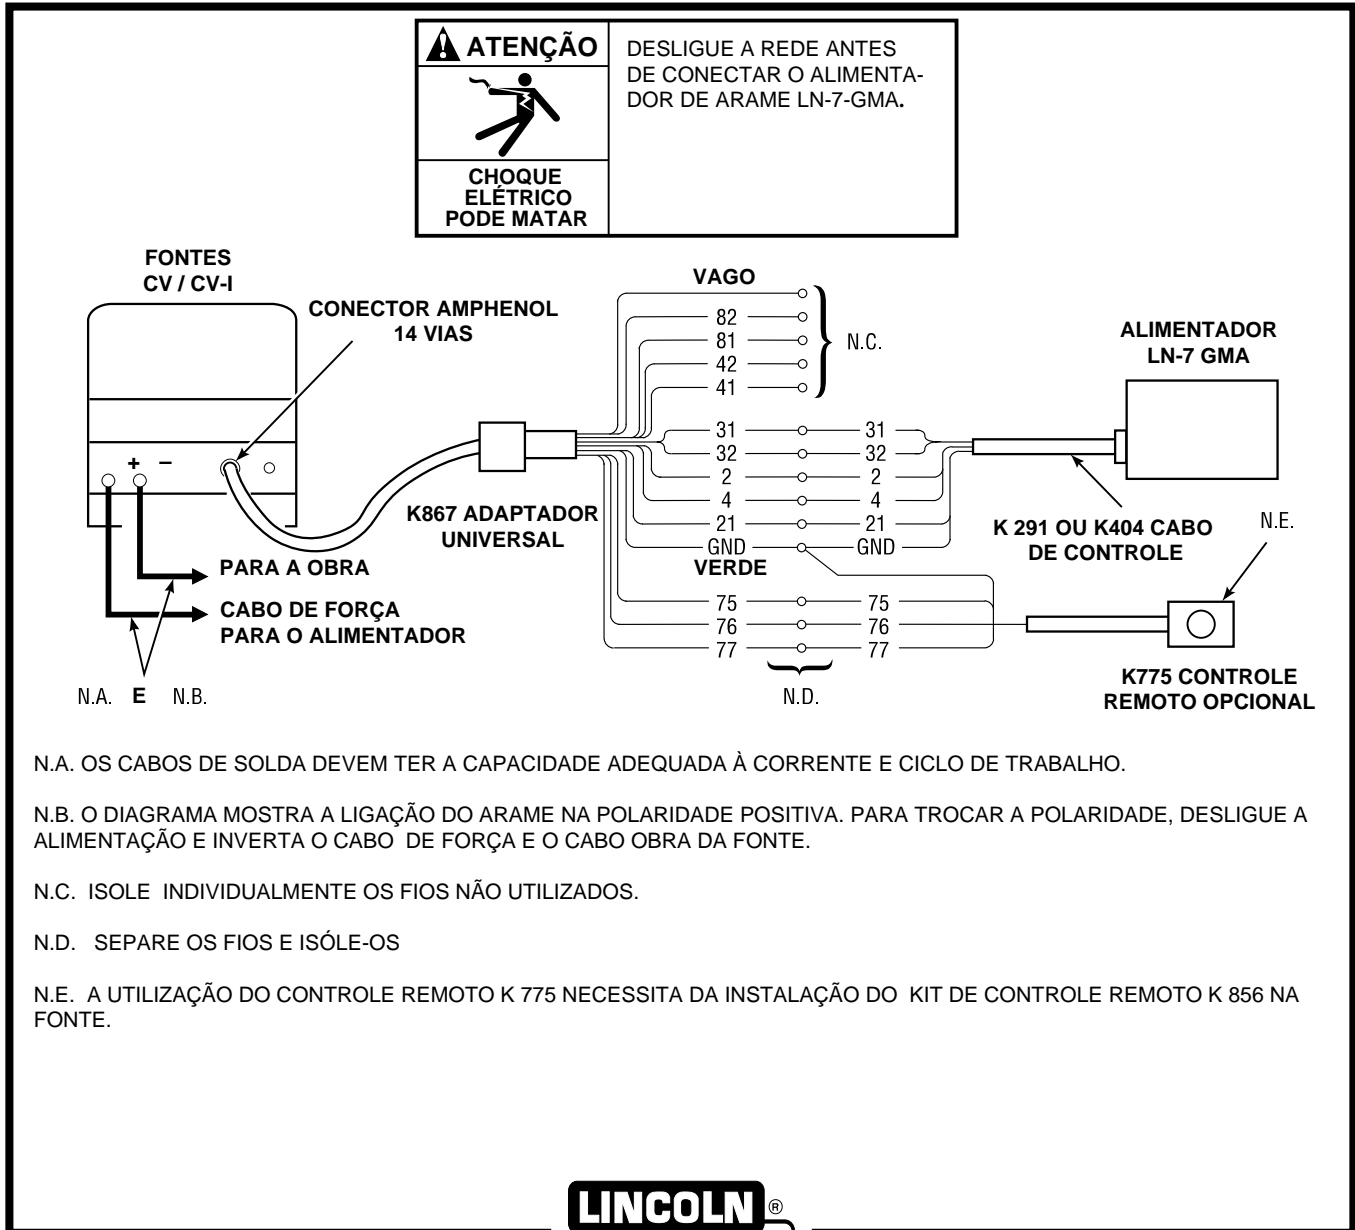 ATENÇÃO
CHOQUE
ELÉTRICO
PODE MATAR
DESLIGUE A REDE ANTES
DE CONECTAR O ALIMENTA-
DOR DE ARAME LN-7-GMA.
FONTES
CV / CV-I
CONECTOR AMPHENOL
14 VIAS
+ –
K867 ADAPTADOR
UNIVERSAL
PARA A OBRA
CABO DE FORÇA
PARA O ALIMENTADOR
N.A. E N.B.
VAGO
82
81
42
41
N.C.
31 31
32 32
2 2
4 4
21 21
GND GND
VERDE
75 75
76 76
77 77
N.D.
ALIMENTADOR
LN-7 GMA
K 291 OU K404 CABO
DE CONTROLE
N.E.
K775 CONTROLE
REMOTO OPCIONAL
N.A. OS CABOS DE SOLDA DEVEM TER A CAPACIDADE ADEQUADA À CORRENTE E CICLO DE TRABALHO.
N.B. O DIAGRAMA MOSTRA A LIGAÇÃO DO ARAME NA POLARIDADE POSITIVA. PARA TROCAR A POLARIDADE, DESLIGUE A
ALIMENTAÇÃO E INVERTA O CABO DE FORÇA E O CABO OBRA DA FONTE.
N.C. ISOLE INDIVIDUALMENTE OS FIOS NÃO UTILIZADOS.
N.D. SEPARE OS FIOS E ISÓLE-OS
N.E. A UTILIZAÇÃO DO CONTROLE REMOTO K 775 NECESSITA DA INSTALAÇÃO DO KIT DE CONTROLE REMOTO K 856 NA
FONTE.
LINCOLN ®